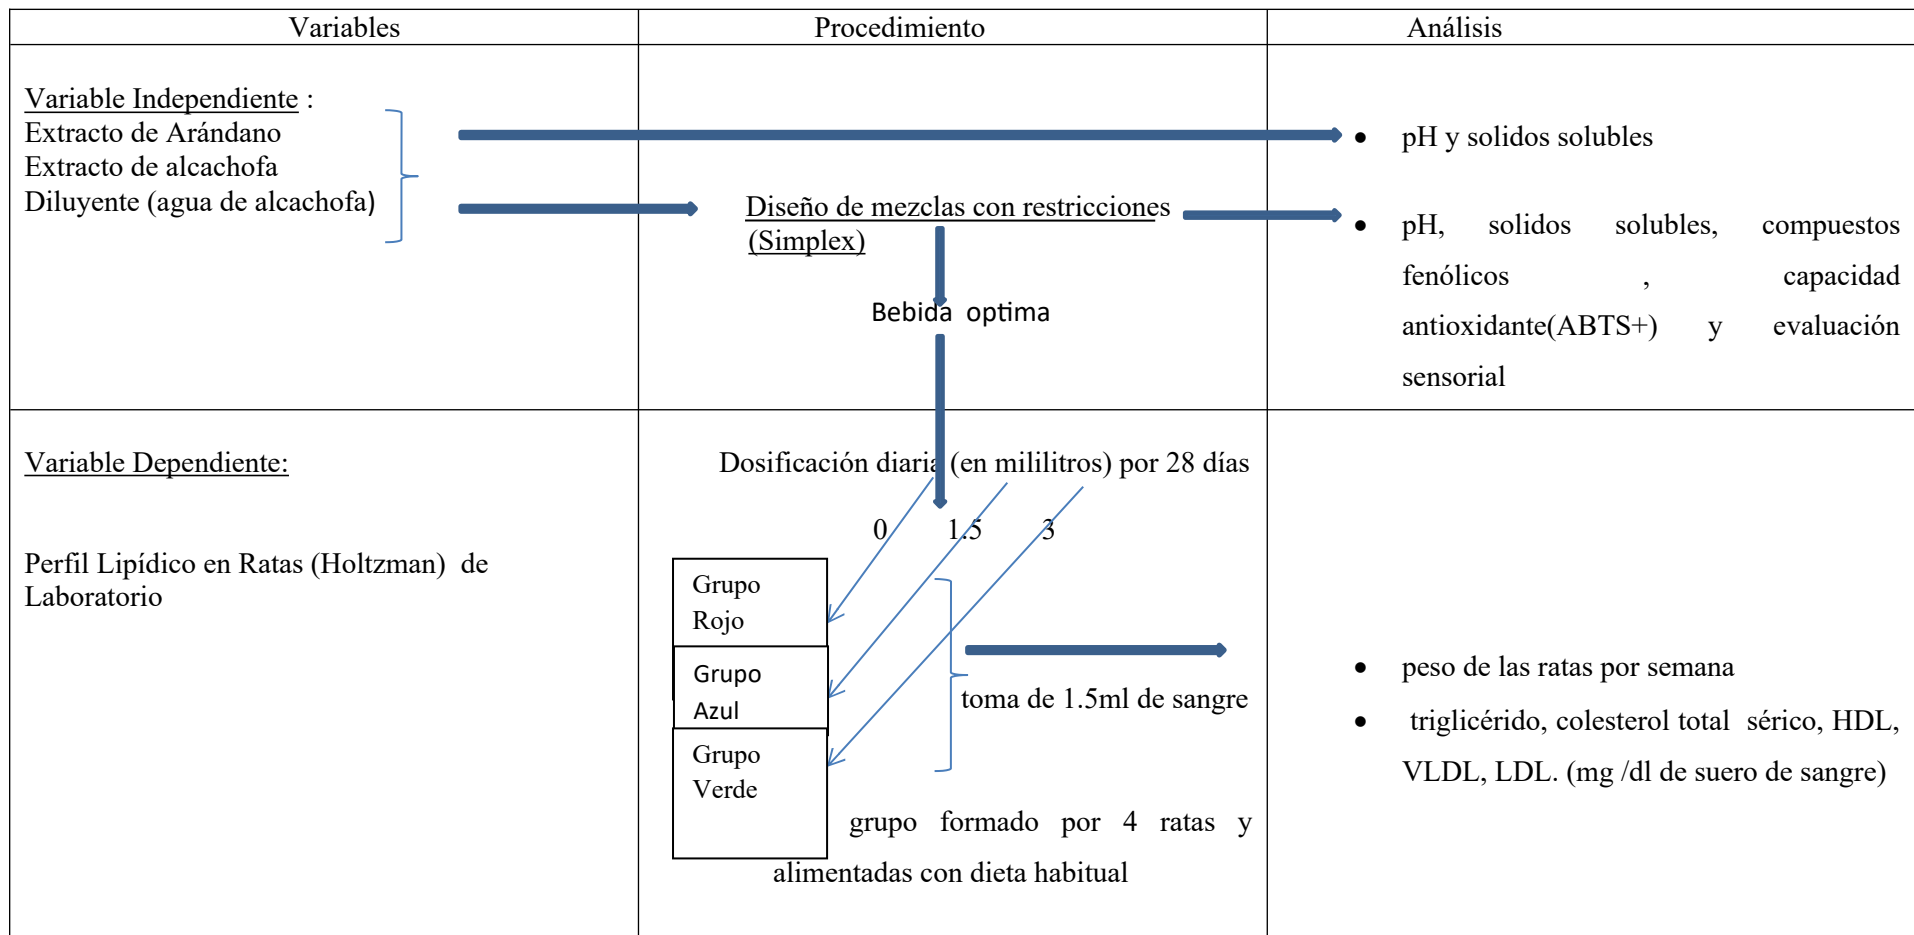 Variables
Procedimiento
Análisis
Variable Independiente :
Extracto de Arándano
Extracto de alcachofa
Diluyente (agua de alcachofa)
Diseño de mezclas con restricciones
(Simplex)
Bebida optima
• pH y solidos solubles
• pH, solidos solubles, compuestos
fenólicos , capacidad
antioxidante(ABTS+) y evaluación
sensorial
Variable Dependiente:
Perfil Lipídico en Ratas (Holtzman) de
Laboratorio
Dosificación diaria (en mililitros) por 28 días
0 1.5 3
Grupo
Rojo
Grupo
Azul
Grupo
Verde
toma de 1.5ml de sangre
grupo formado por 4 ratas y
alimentadas con dieta habitual
• peso de las ratas por semana
• triglicérido, colesterol total sérico, HDL,
VLDL, LDL. (mg /dl de suero de sangre)